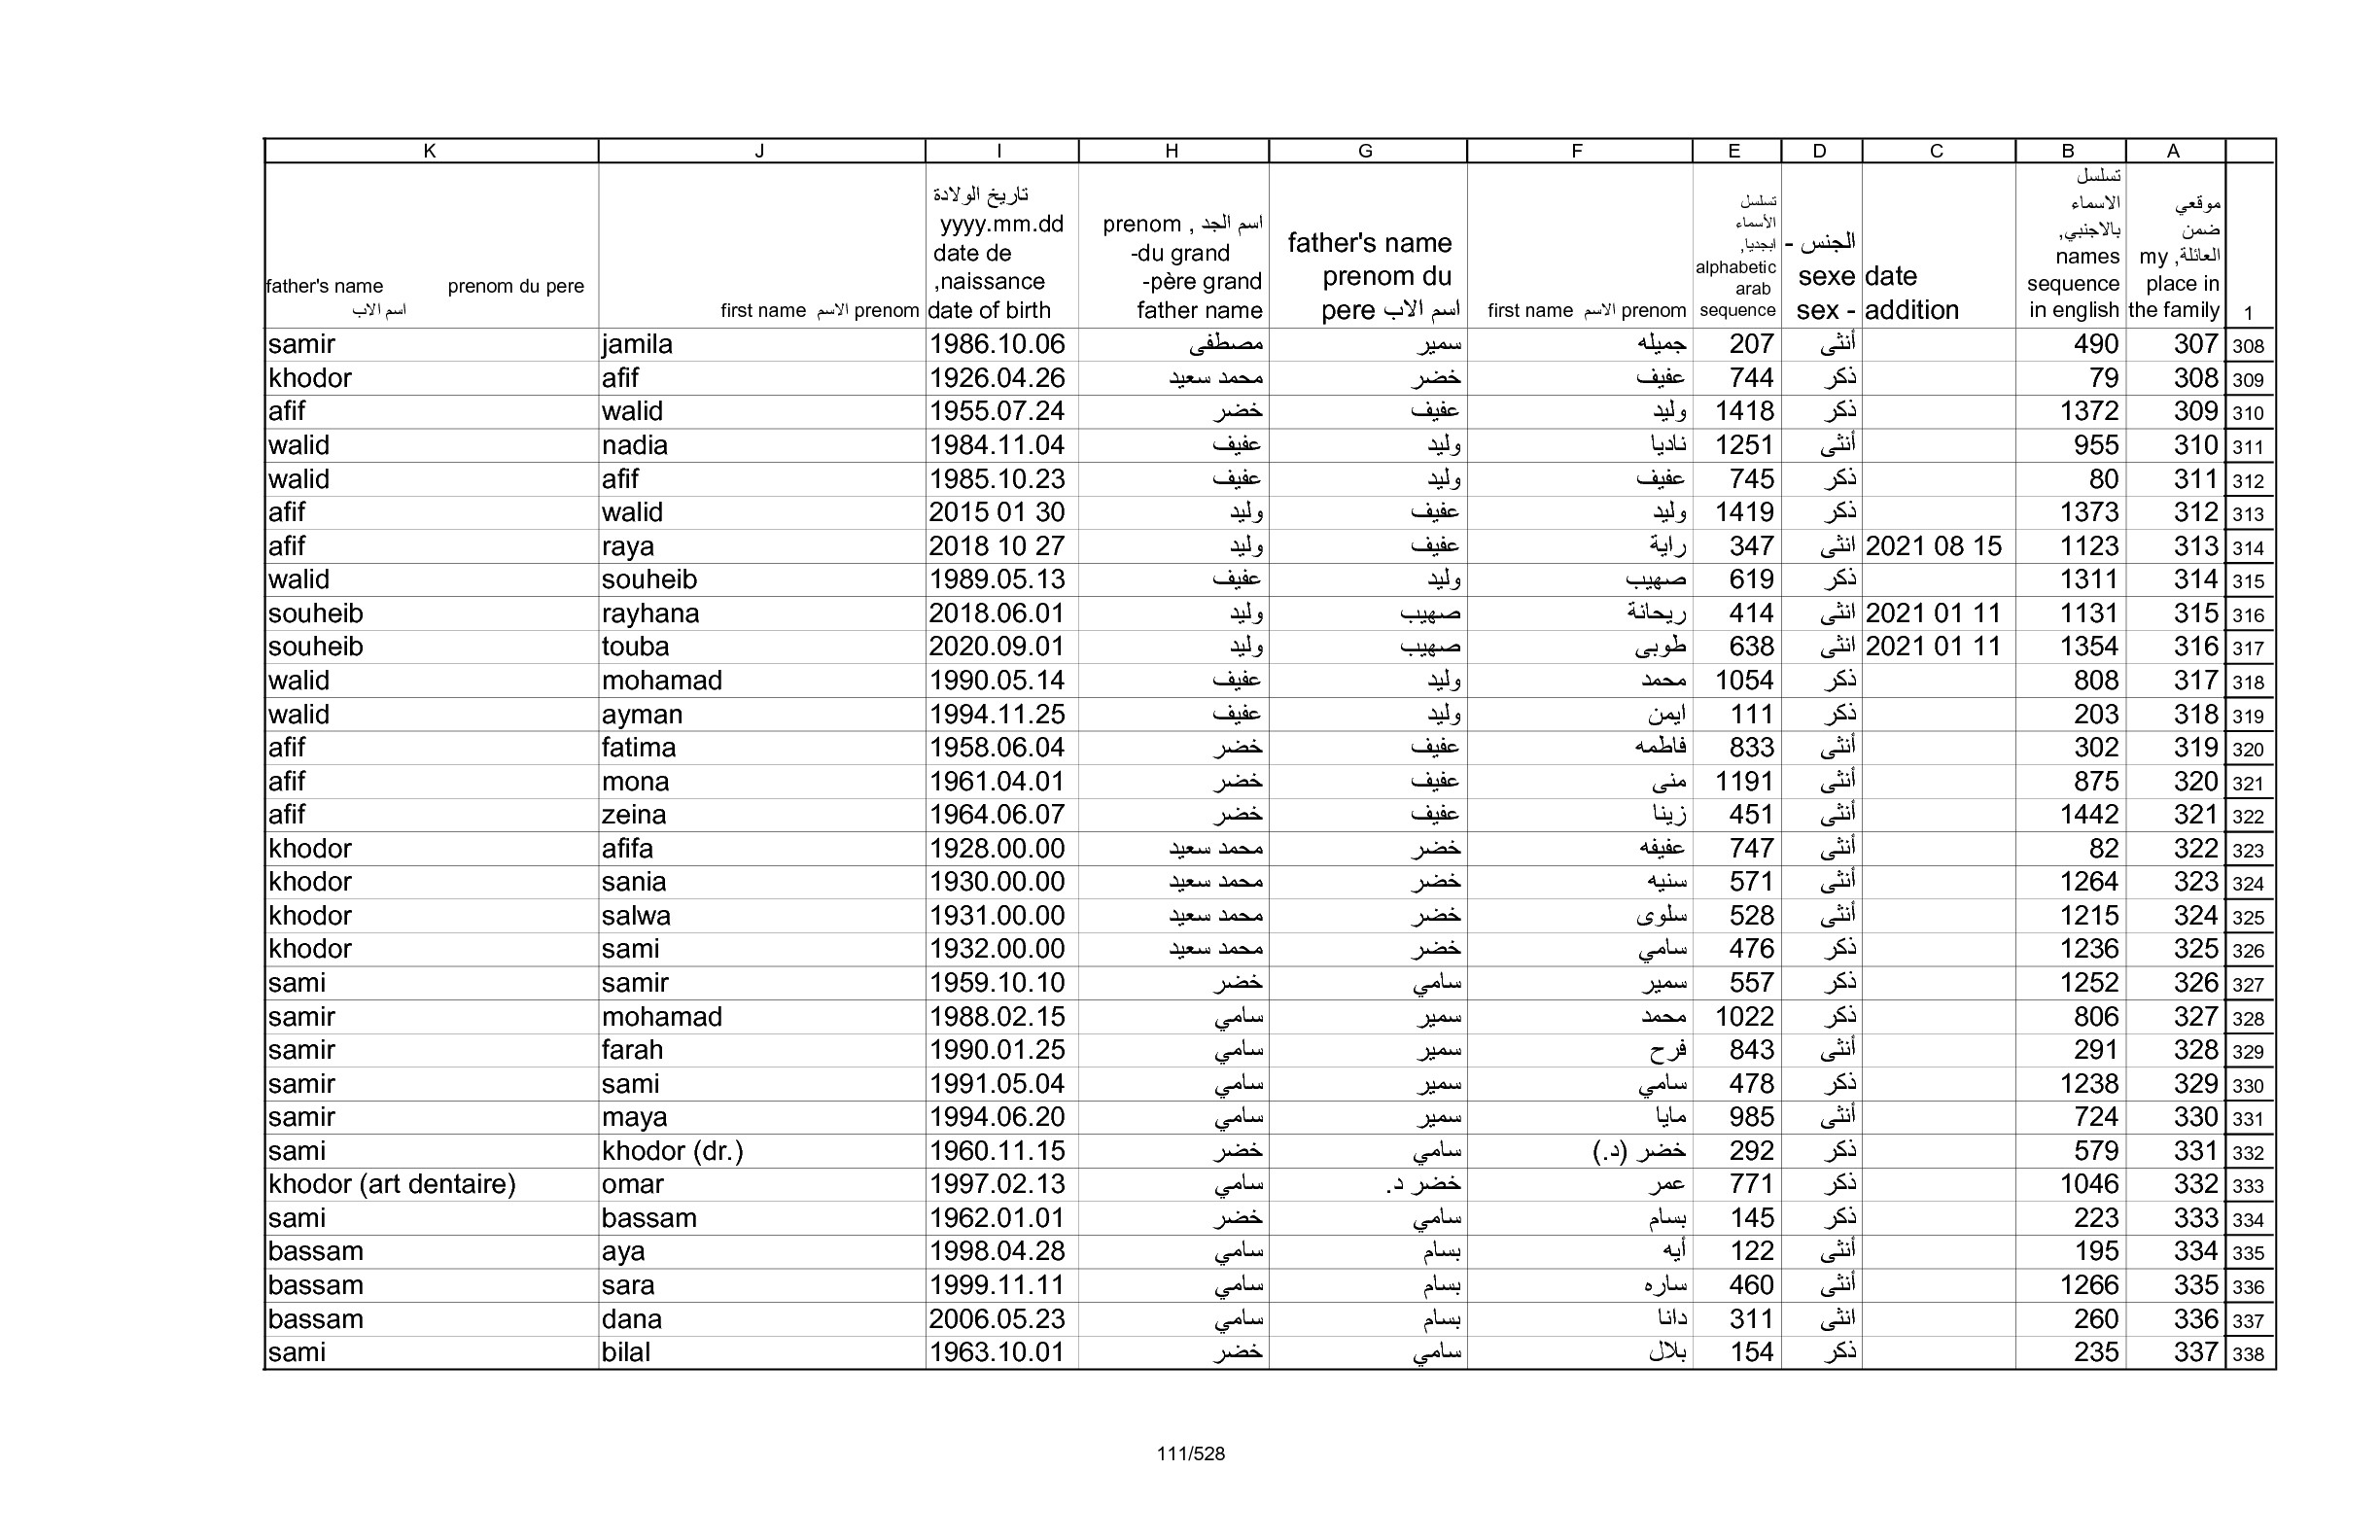 K J I H G F E D C B A
father's name prenom du pere اسم الاب
first name الاسم prenom
تاريخ الولادة yyyy.mm.dd date de naissance, date of birth
اسم الجد , prenom du grand- père grand- father name
father's name prenom du pere اسم الاب
first name الاسم prenom
تسلسل الأسماء ابجديا, alphabetic arab sequence
الجنس - sexe sex -
date addition
تسلسل الاسماء بالاجنبي, names sequence in english
موقعي ضمن العائلة, my place in the family
1
samir jamila 1986.10.06 مصطفى سمير جميله 207 أنثى 490 307 308
khodor afif 1926.04.26 محمد سعيد خضر عفيف 744 ذكر 79 308 309
afif walid 1955.07.24 خضر عفيف وليد 1418 ذكر 1372 309 310
walid nadia 1984.11.04 عفيف وليد ناديا 1251 أنثى 955 310 311
walid afif 1985.10.23 عفيف وليد عفيف 745 ذكر 80 311 312
afif walid 2015 01 30 وليد عفيف وليد 1419 ذكر 1373 312 313
afif raya 2018 10 27 وليد عفيف راية 347 انثى 2021 08 15 1123 313 314
walid souheib 1989.05.13 عفيف وليد صهيب 619 ذكر 1311 314 315
souheib rayhana 2018.06.01 وليد صهيب ريحانة 414 انثى 2021 01 11 1131 315 316
souheib touba 2020.09.01 وليد صهيب طوبى 638 انثى 2021 01 11 1354 316 317
walid mohamad 1990.05.14 عفيف وليد محمد 1054 ذكر 808 317 318
walid ayman 1994.11.25 عفيف وليد ايمن 111 ذكر 203 318 319
afif fatima 1958.06.04 خضر عفيف فاطمه 833 أنثى 302 319 320
afif mona 1961.04.01 خضر عفيف منى 1191 أنثى 875 320 321
afif zeina 1964.06.07 خضر عفيف زينا 451 أنثى 1442 321 322
khodor afifa 1928.00.00 محمد سعيد خضر عفيفه 747 أنثى 82 322 323
khodor sania 1930.00.00 محمد سعيد خضر سنيه 571 أنثى 1264 323 324
khodor salwa 1931.00.00 محمد سعيد خضر سلوى 528 أنثى 1215 324 325
khodor sami 1932.00.00 محمد سعيد خضر سامي 476 ذكر 1236 325 326
sami samir 1959.10.10 خضر سامي سمير 557 ذكر 1252 326 327
samir mohamad 1988.02.15 سامي سمير محمد 1022 ذكر 806 327 328
samir farah 1990.01.25 سامي سمير فرح 843 أنثى 291 328 329
samir sami 1991.05.04 سامي سمير سامي 478 ذكر 1238 329 330
samir maya 1994.06.20 سامي سمير مايا 985 أنثى 724 330 331
sami khodor (dr.) 1960.11.15 خضر سامي خضر (د.) 292 ذكر 579 331 332
khodor (art dentaire) omar 1997.02.13 سامي خضر د. عمر 771 ذكر 1046 332 333
sami bassam 1962.01.01 خضر سامي بسام 145 ذكر 223 333 334
bassam aya 1998.04.28 سامي بسام أيه 122 أنثى 195 334 335
bassam sara 1999.11.11 سامي بسام ساره 460 أنثى 1266 335 336
bassam dana 2006.05.23 سامي بسام دانا 311 انثى 260 336 337
sami bilal 1963.10.01 خضر سامي بلال 154 ذكر 235 337 338
111/528